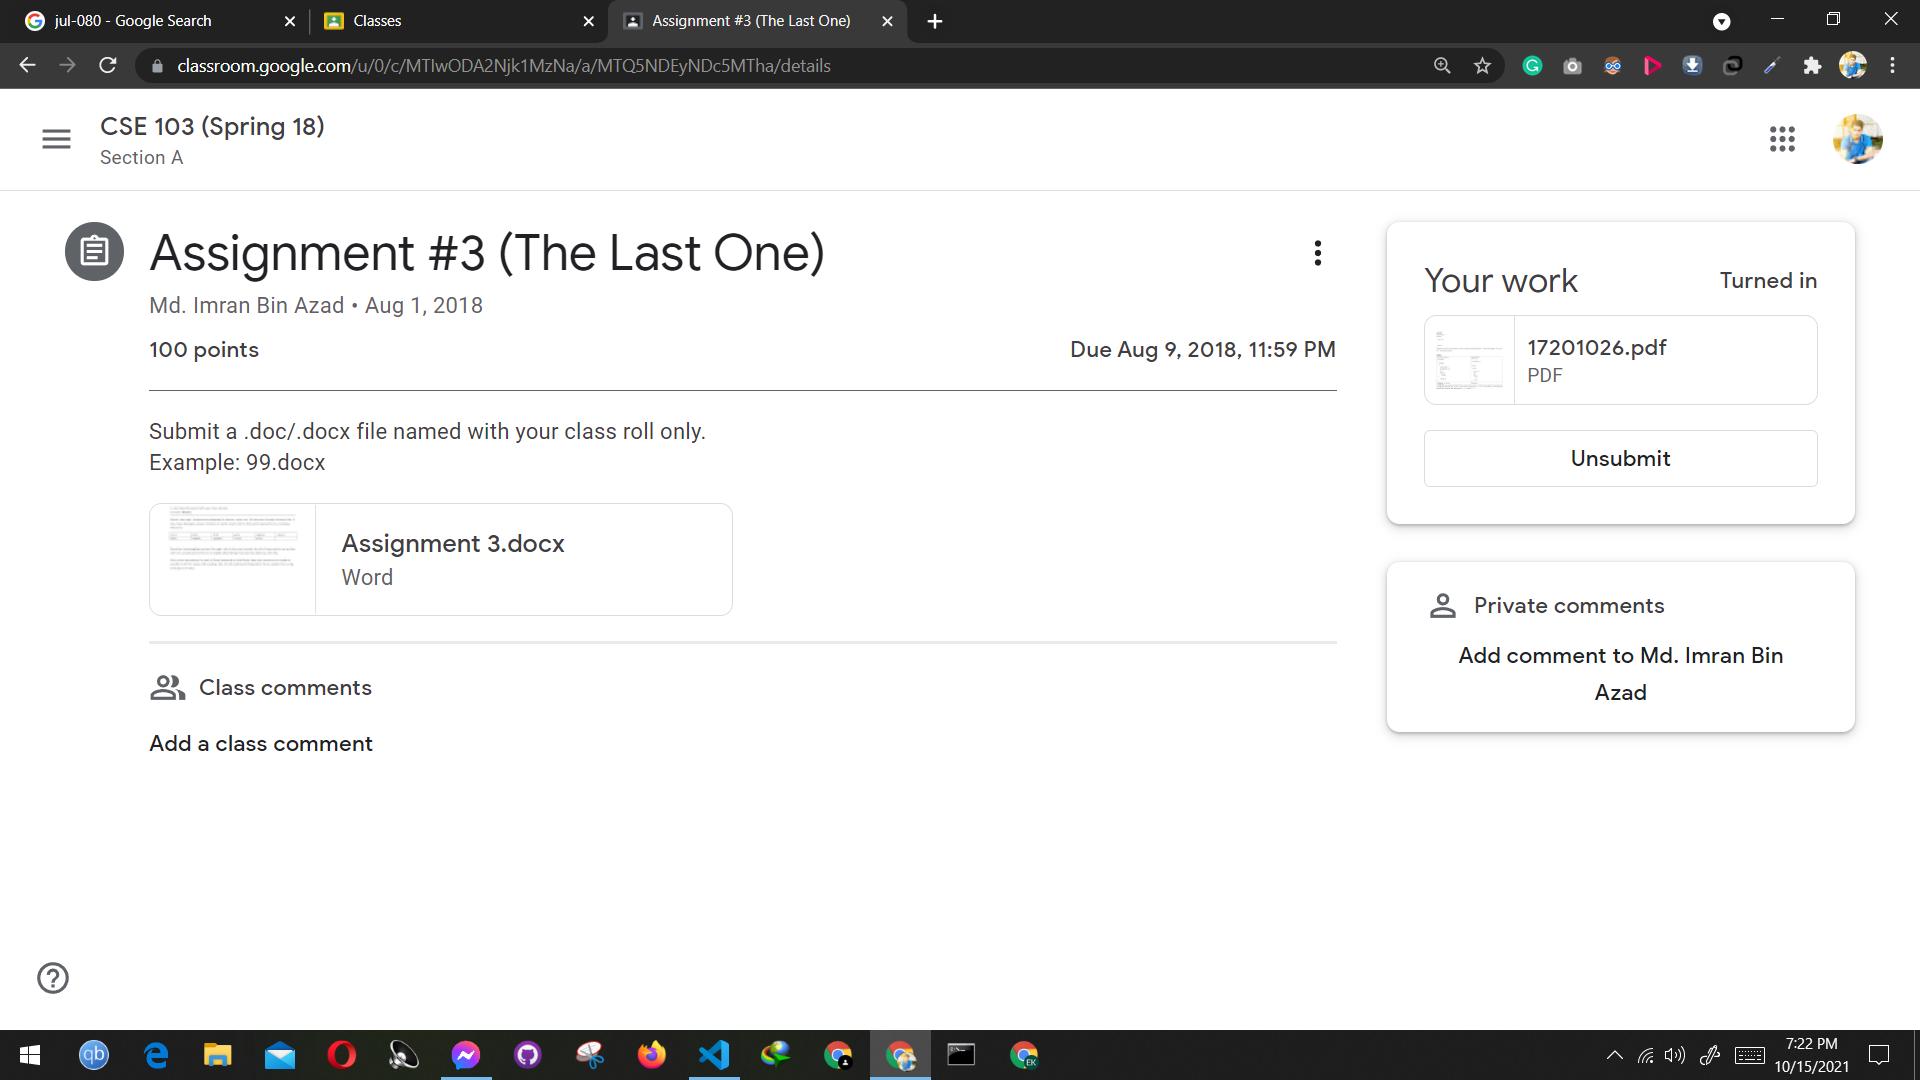 jul-080 - Google Search
Classes
Assignment #3 (The Last One)
classroom.google.com/u/0/c/MTIwODA2Njk1MzNa/a/MTQ5NDEyNDc5MTha/details
CSE 103 (Spring 18)
Section A
Assignment #3 (The Last One)
Md. Imran Bin Azad • Aug 1, 2018
100 points
Due Aug 9, 2018, 11:59 PM
Submit a .doc/.docx file named with your class roll only.
Example: 99.docx
Assignment 3.docx
Word
Class comments
Add a class comment
Your work
Turned in
17201026.pdf
PDF
Unsubmit
Private comments
Add comment to Md. Imran Bin
Azad
qb
EK
7:22 PM
10/15/2021